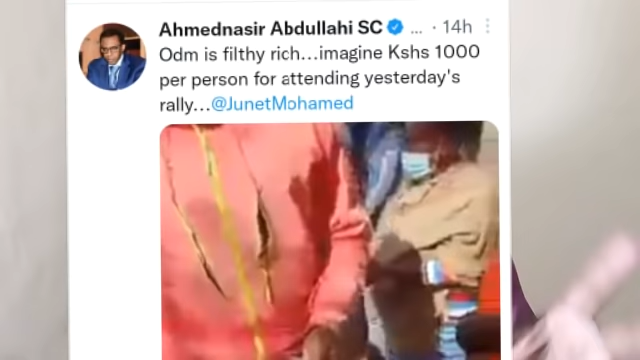 Ahmednasir Abdullahi SC ... · 14h
Odm is filthy rich...imagine Kshs 1000
per person for attending yesterday's
rally...@JunetMohamed